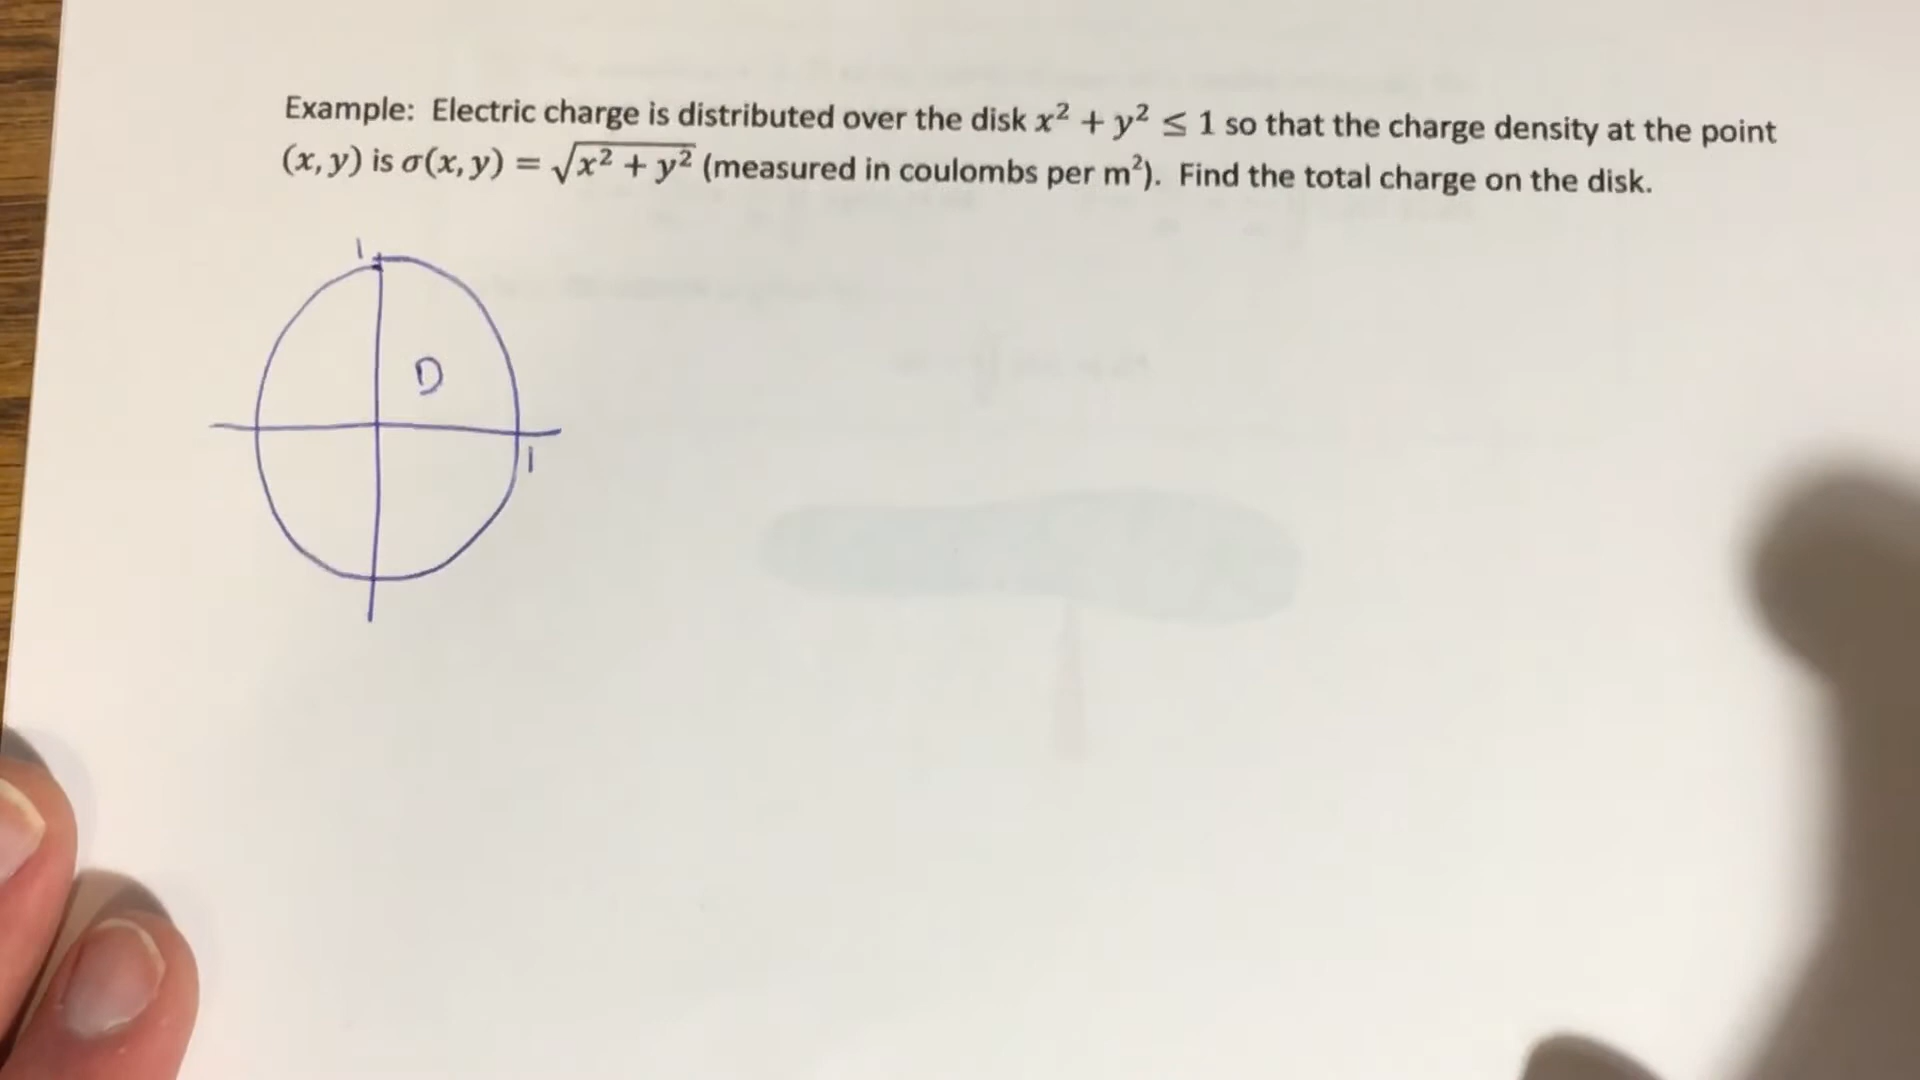 Example: Electric charge is distributed over the disk x² + y² ≤ 1 so that the charge density at the point
(x, y) is σ(x, y) = √(x² + y²) (measured in coulombs per m²). Find the total charge on the disk.
1
D
1